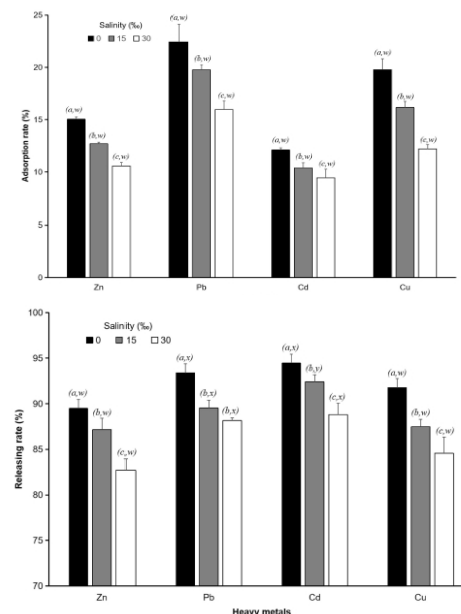 Salinity (‰)
0 15 30
Adsorption rate (%)
25
20
15
10
5
0
(a,w)
(b,w)
(c,w)
(a,w)
(b,w)
(c,w)
(a,w)
(b,w)
(c,w)
(a,w)
(b,w)
(c,w)
Zn Pb Cd Cu
Salinity (‰)
0 15 30
Releasing rate (%)
100
95
90
85
80
75
70
(a,w)
(b,w)
(c,w)
(a,x)
(b,x)
(b,x)
(a,x)
(b,y)
(c,x)
(a,w)
(b,w)
(c,w)
Zn Pb Cd Cu
Heavy metals